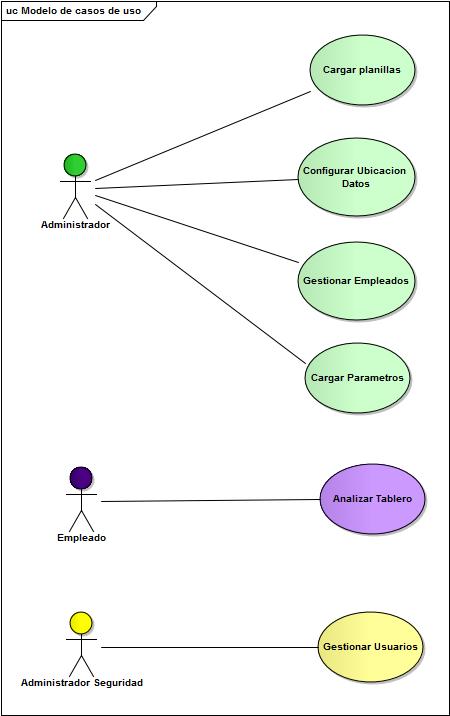 uc Modelo de casos de uso
Cargar planillas
Configurar Ubicacion
Datos
Administrador
Gestionar Empleados
Cargar Parametros
Analizar Tablero
Empleado
Gestionar Usuarios
Administrador Seguridad